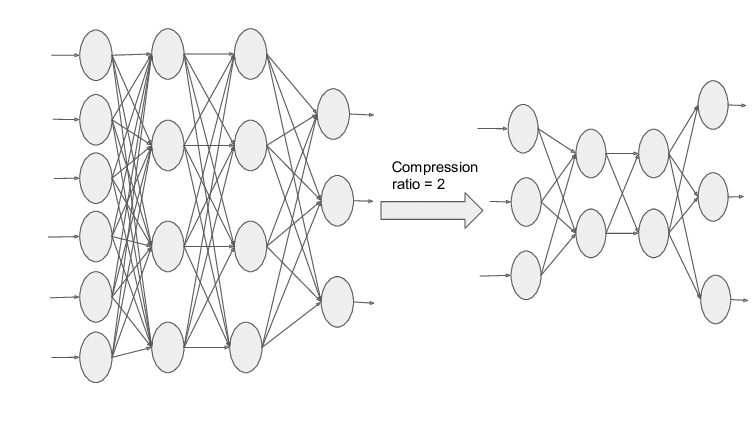 Compression
ratio = 2